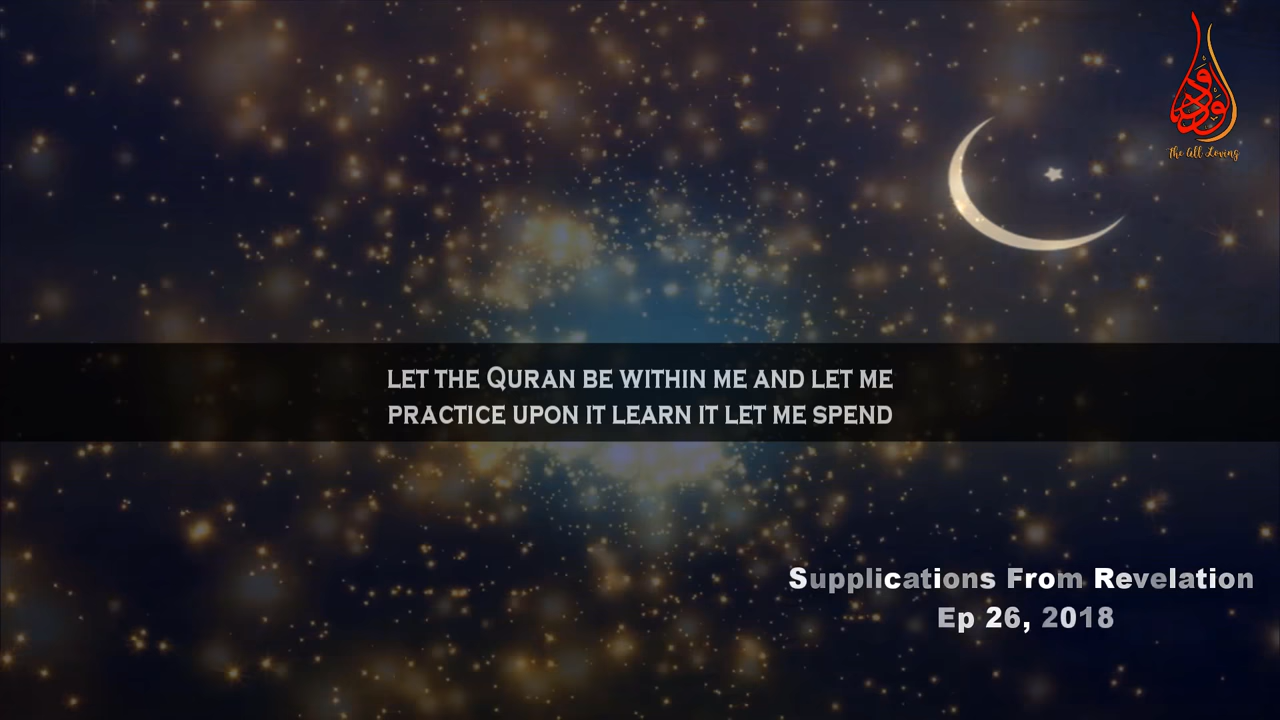 الودود
The All Loving
LET THE QURAN BE WITHIN ME AND LET ME
PRACTICE UPON IT LEARN IT LET ME SPEND
Supplications From Revelation
Ep 26, 2018